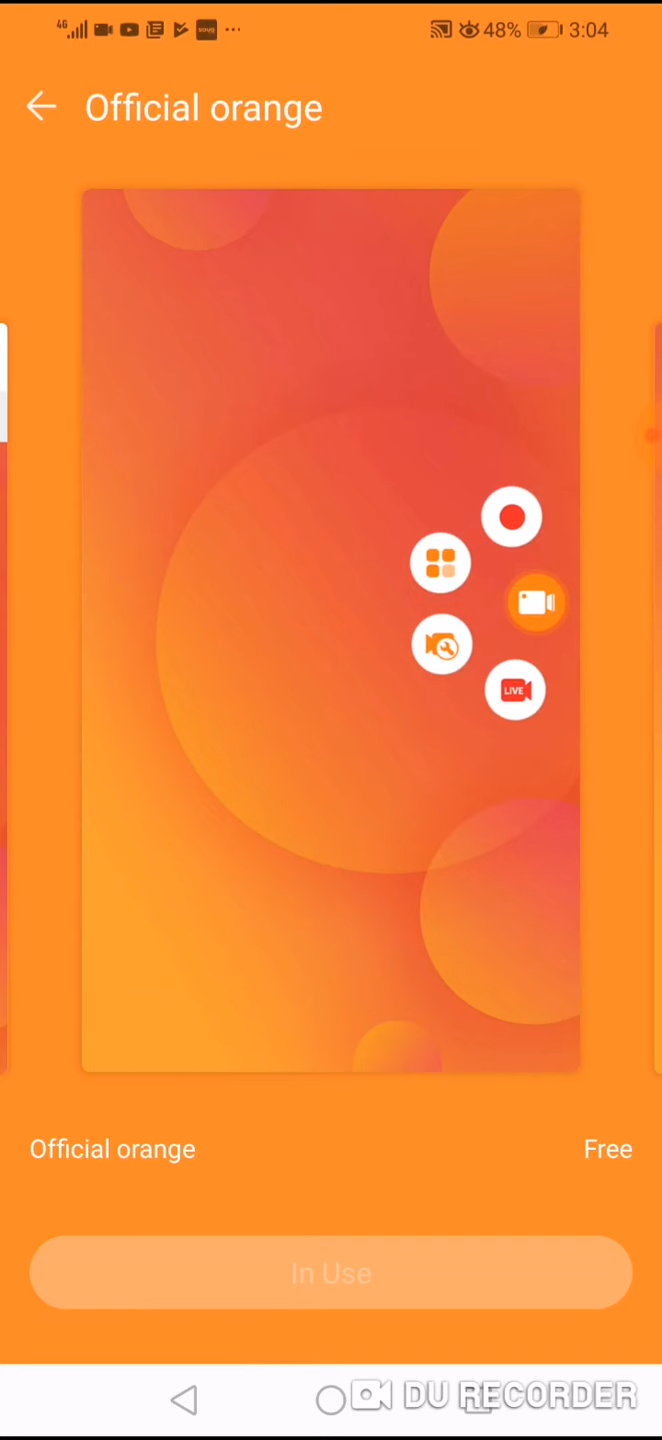 4G 48% 3:04
Official orange
LIVE
Official orange Free
In Use
DU RECORDER